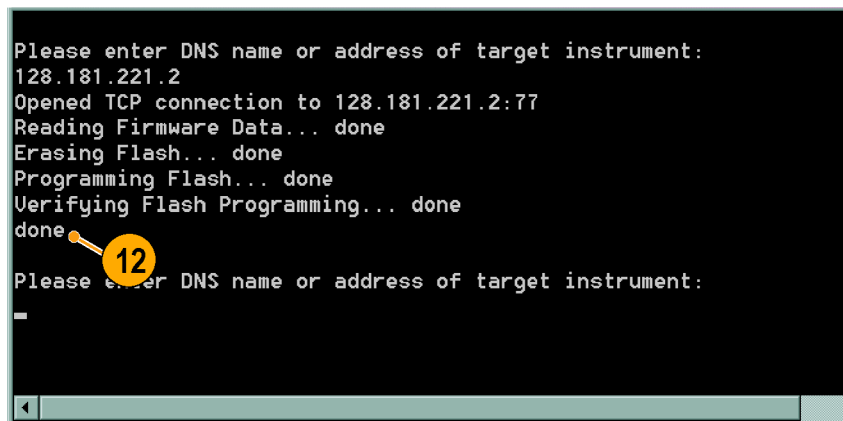 Please enter DNS name or address of target instrument:
128.181.221.2
Opened TCP connection to 128.181.221.2:77
Reading Firmware Data... done
Erasing Flash... done
Programming Flash... done
Verifying Flash Programming... done
done
12
Please enter DNS name or address of target instrument: